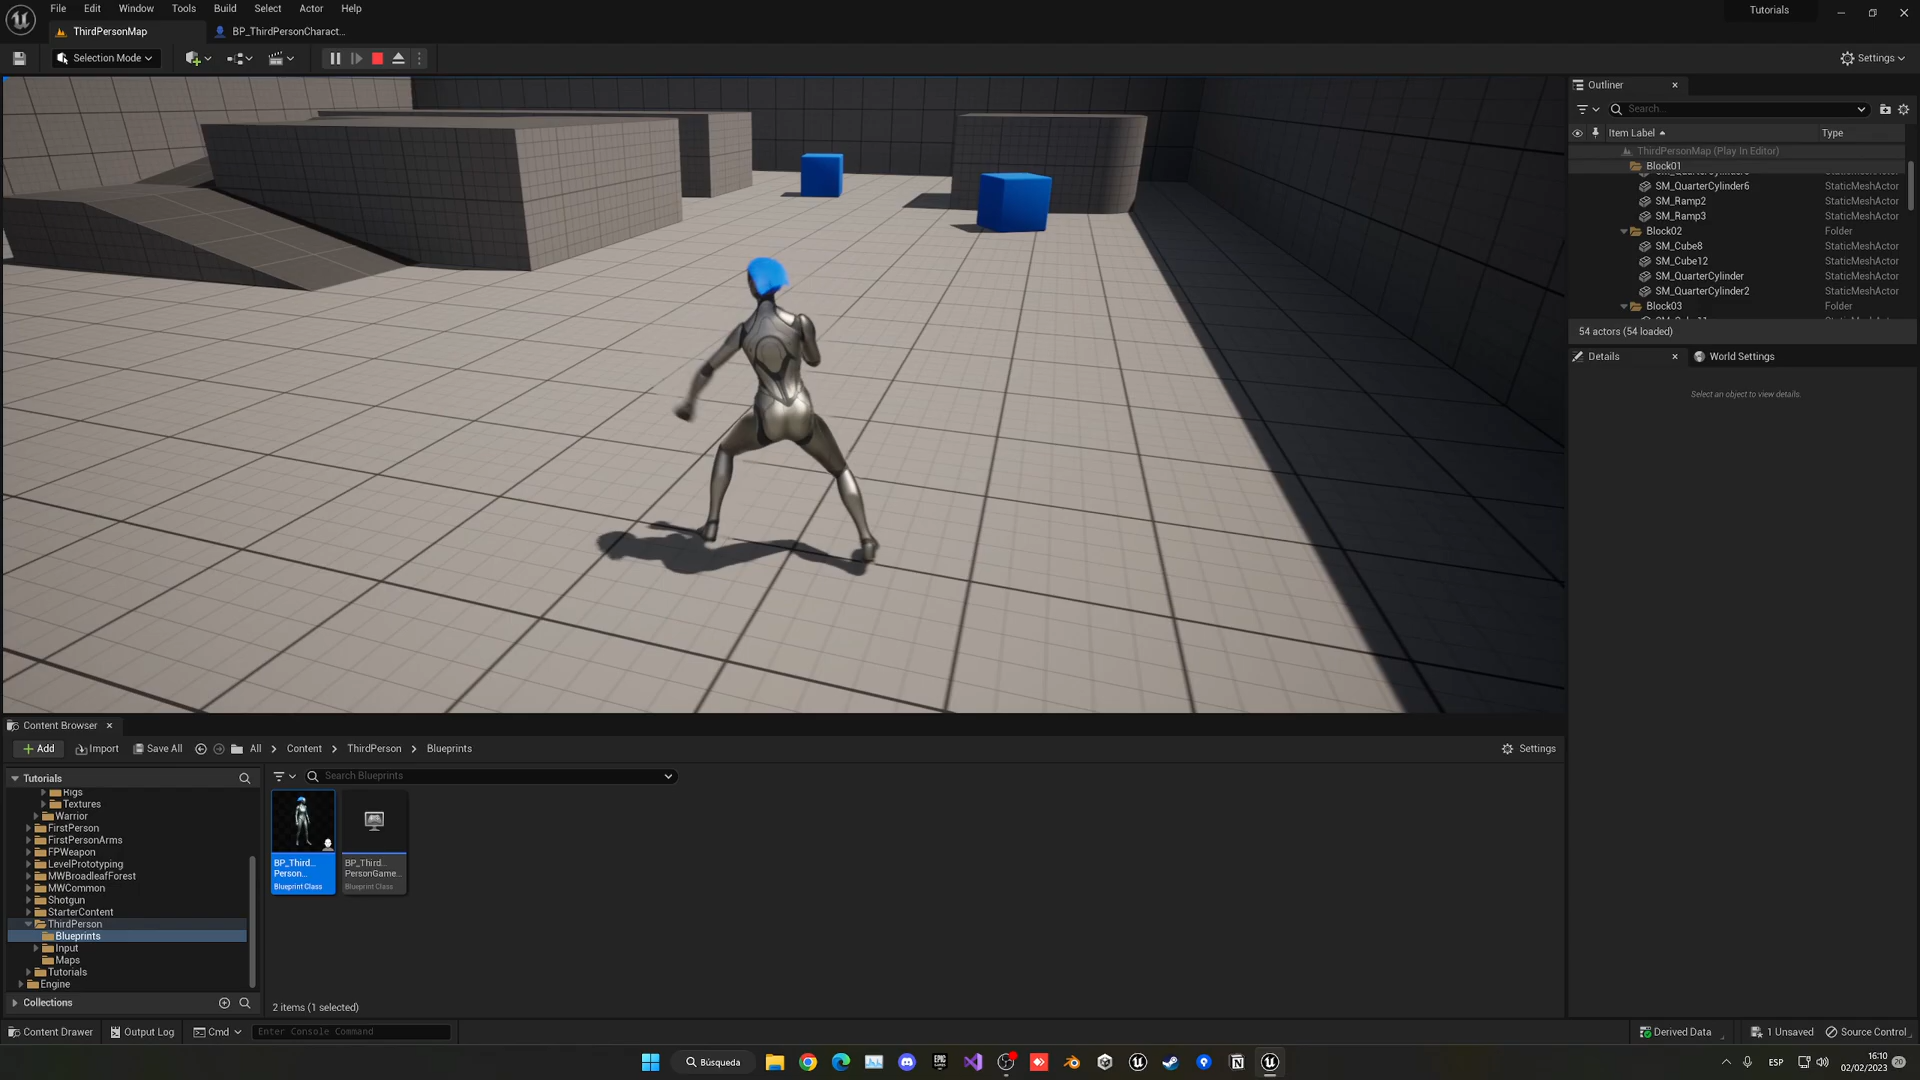 File Edit Window Tools Build Select Actor Help
Tutorials
ThirdPersonMap
BP_ThirdPersonCharact...
Selection Mode
Settings
Outliner
Search...
Item Label
Type
ThirdPersonMap (Play In Editor)
Block01
SM_QuarterCylinder6 StaticMeshActor
SM_Ramp2 StaticMeshActor
SM_Ramp3 StaticMeshActor
Block02 Folder
SM_Cube8 StaticMeshActor
SM_Cube12 StaticMeshActor
SM_QuarterCylinder StaticMeshActor
SM_QuarterCylinder2 StaticMeshActor
Block03 Folder
54 actors (54 loaded)
Details
World Settings
Select an object to view details.
Content Browser
Add Import Save All All Content ThirdPerson Blueprints
Settings
Tutorials
Search Blueprints
Rigs
Textures
Warrior
FirstPerson
FirstPersonArms
FPWeapon
LevelPrototyping
MWBroadleafForest
MWCommon
Shotgun
StarterContent
ThirdPerson
Blueprints
Input
Maps
Tutorials
Engine
Collections
BP_Third...
Person...
Blueprint Class
BP_Third...
PersonGame...
Blueprint Class
2 items (1 selected)
Content Drawer
Output Log
Cmd
Enter Console Command
Derived Data
1 Unsaved
Source Control
Búsqueda
ESP
16:10
02/02/2023
20